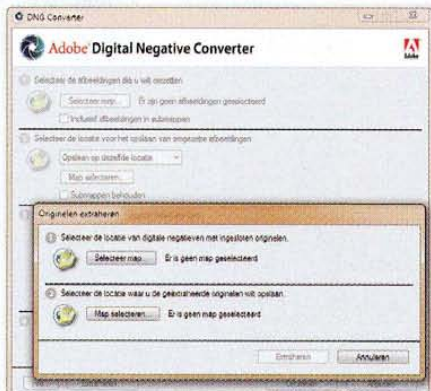 DNG Converter
Adobe Digital Negative Converter
Adobe
Selecteer de afbeeldingen die u wilt omzetten
Selecteer map... Er zijn geen afbeeldingen geselecteerd
Inclusief afbeeldingen in submappen
Selecteer de locatie voor het opslaan van omgezette afbeeldingen
Opslaan op dezelfde locatie
Map selecteren...
Submappen behouden
Originelen extraheren
1 Selecteer de locatie van digitale negatieven met ingesloten originelen.
Selecteer map... Er is geen map geselecteerd
2 Selecteer de locatie waar u de geëxtraheerde originelen wilt opslaan.
Map selecteren... Er is geen map geselecteerd
Extraheren Annuleren